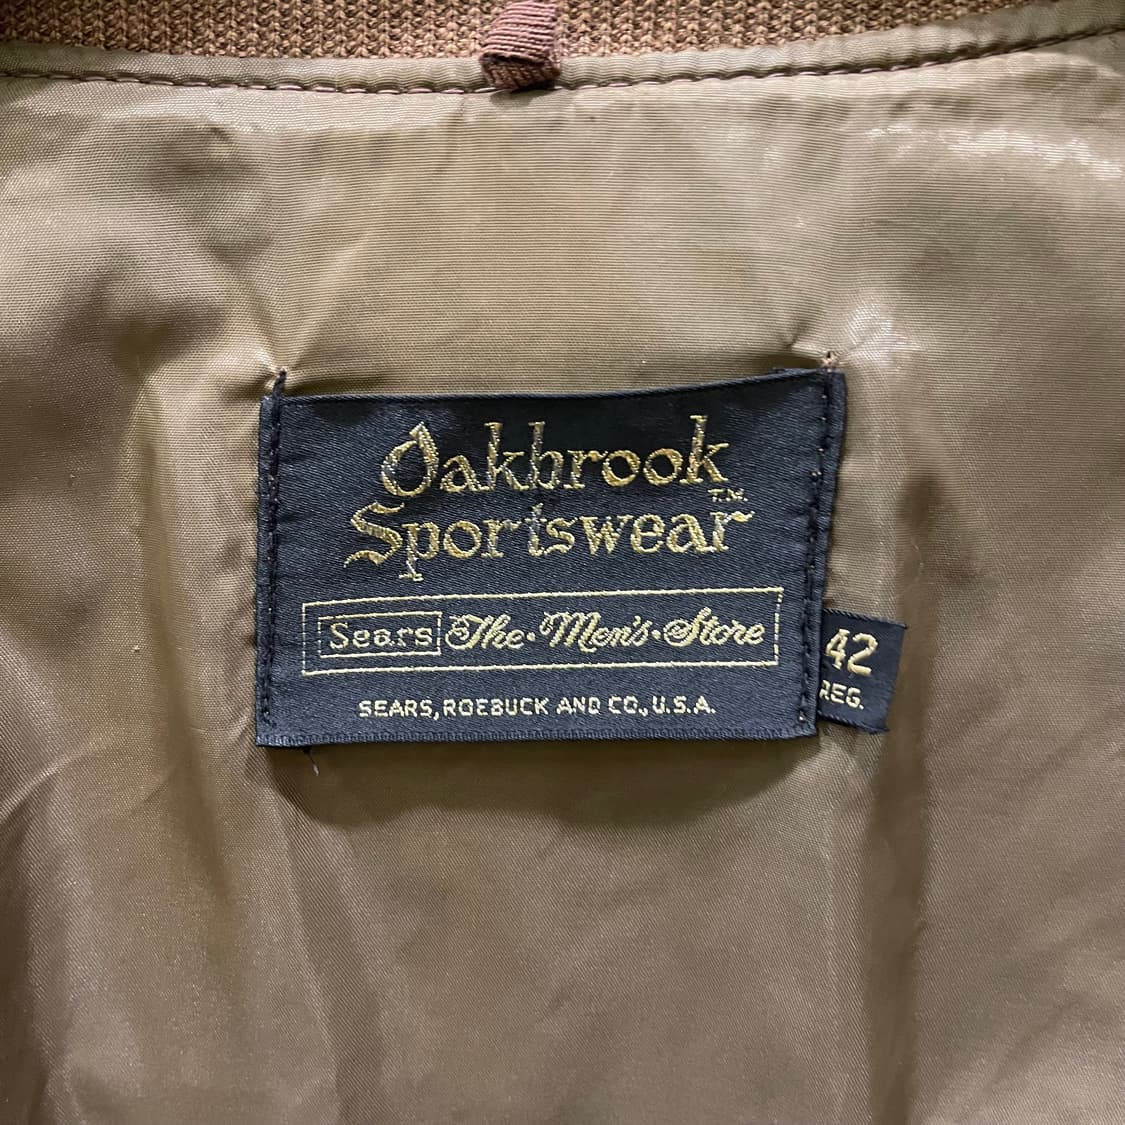 Oakbrook
Sportswear T.M.
Sears The·Men's·Store
SEARS, ROEBUCK AND CO., U.S.A.
42
REG.